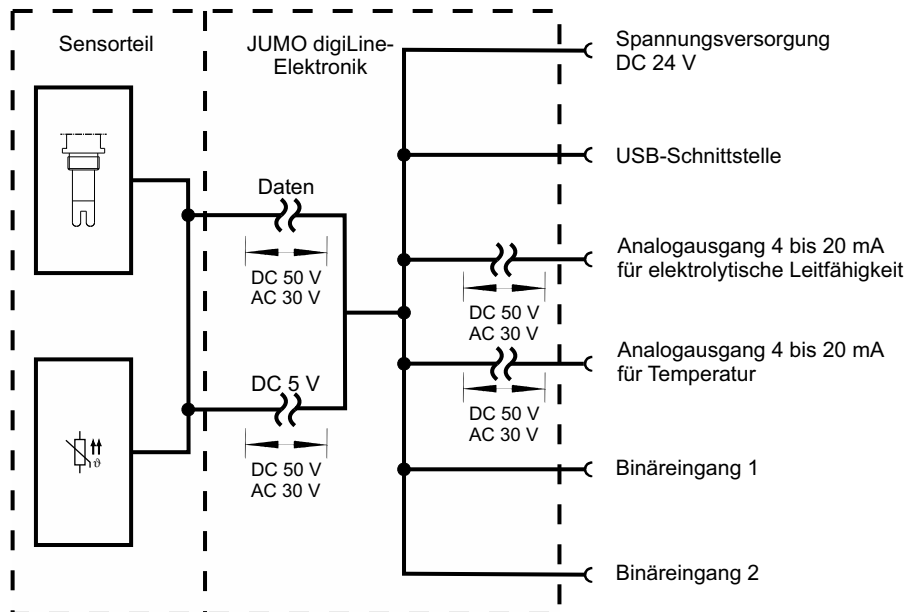 Sensorteil
JUMO digiLine-
Elektronik
Spannungsversorgung
DC 24 V
USB-Schnittstelle
Daten
DC 50 V
AC 30 V
Analogausgang 4 bis 20 mA
für elektrolytische Leitfähigkeit
DC 50 V
AC 30 V
Analogausgang 4 bis 20 mA
für Temperatur
DC 50 V
AC 30 V
DC 5 V
DC 50 V
AC 30 V
ϑ
Binäreingang 1
Binäreingang 2